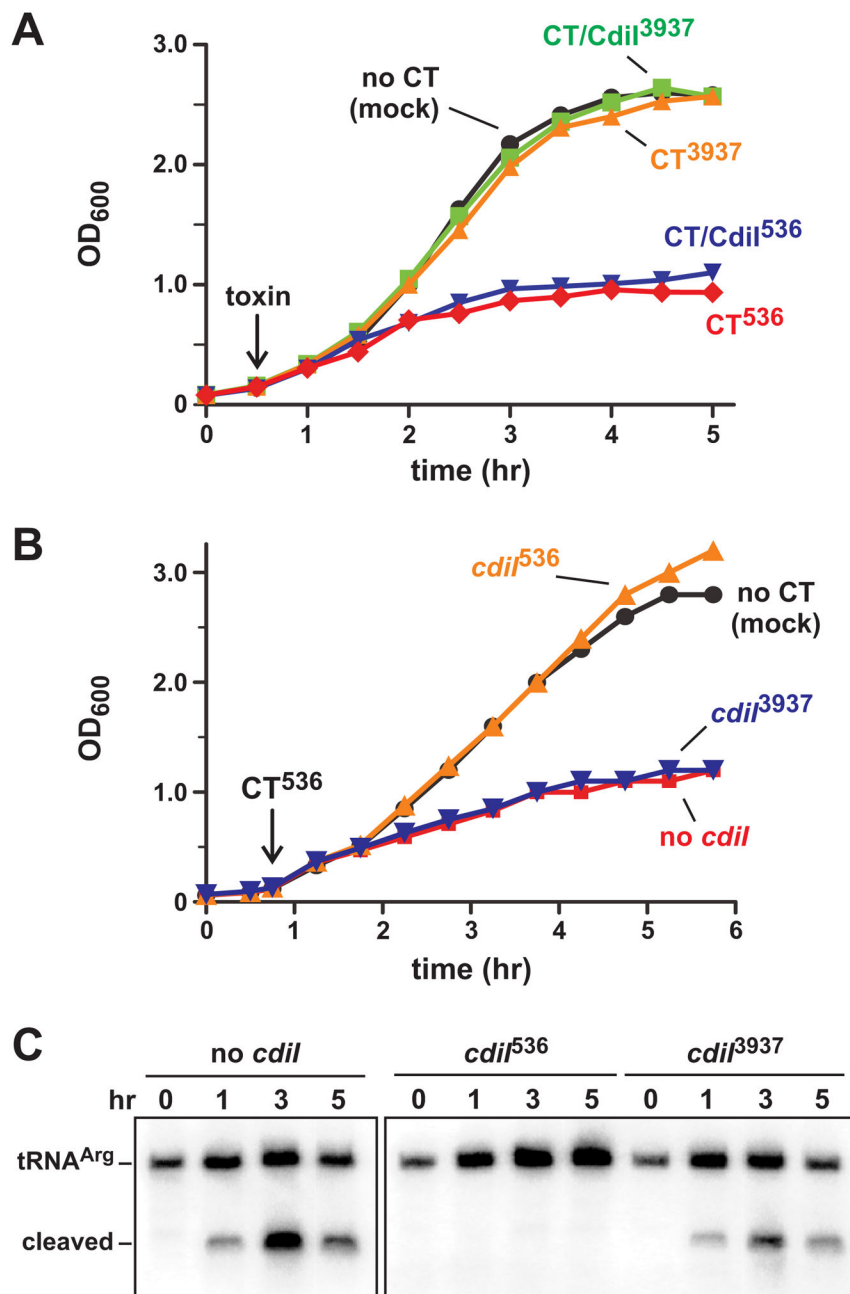 A
3.0
2.0
1.0
0
OD600
no CT
(mock)
CT/CdiI3937
CT3937
CT/CdiI536
CT536
toxin
0 1 2 3 4 5
time (hr)
B
3.0
2.0
1.0
0
OD600
cdiI536
no CT
(mock)
cdiI3937
no cdiI
CT536
0 1 2 3 4 5 6
time (hr)
C
no cdiI cdiI536 cdiI3937
hr 0 1 3 5 0 1 3 5 0 1 3 5
tRNAArg
cleaved